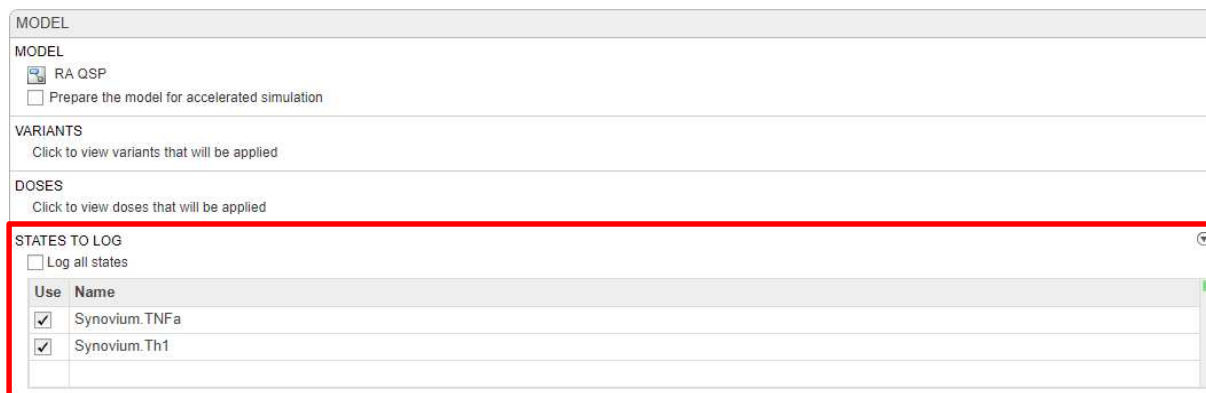 MODEL
MODEL
RA QSP
Prepare the model for accelerated simulation
VARIANTS
Click to view variants that will be applied
DOSES
Click to view doses that will be applied
STATES TO LOG
Log all states
Use Name
Synovium.TNFa
Synovium.Th1